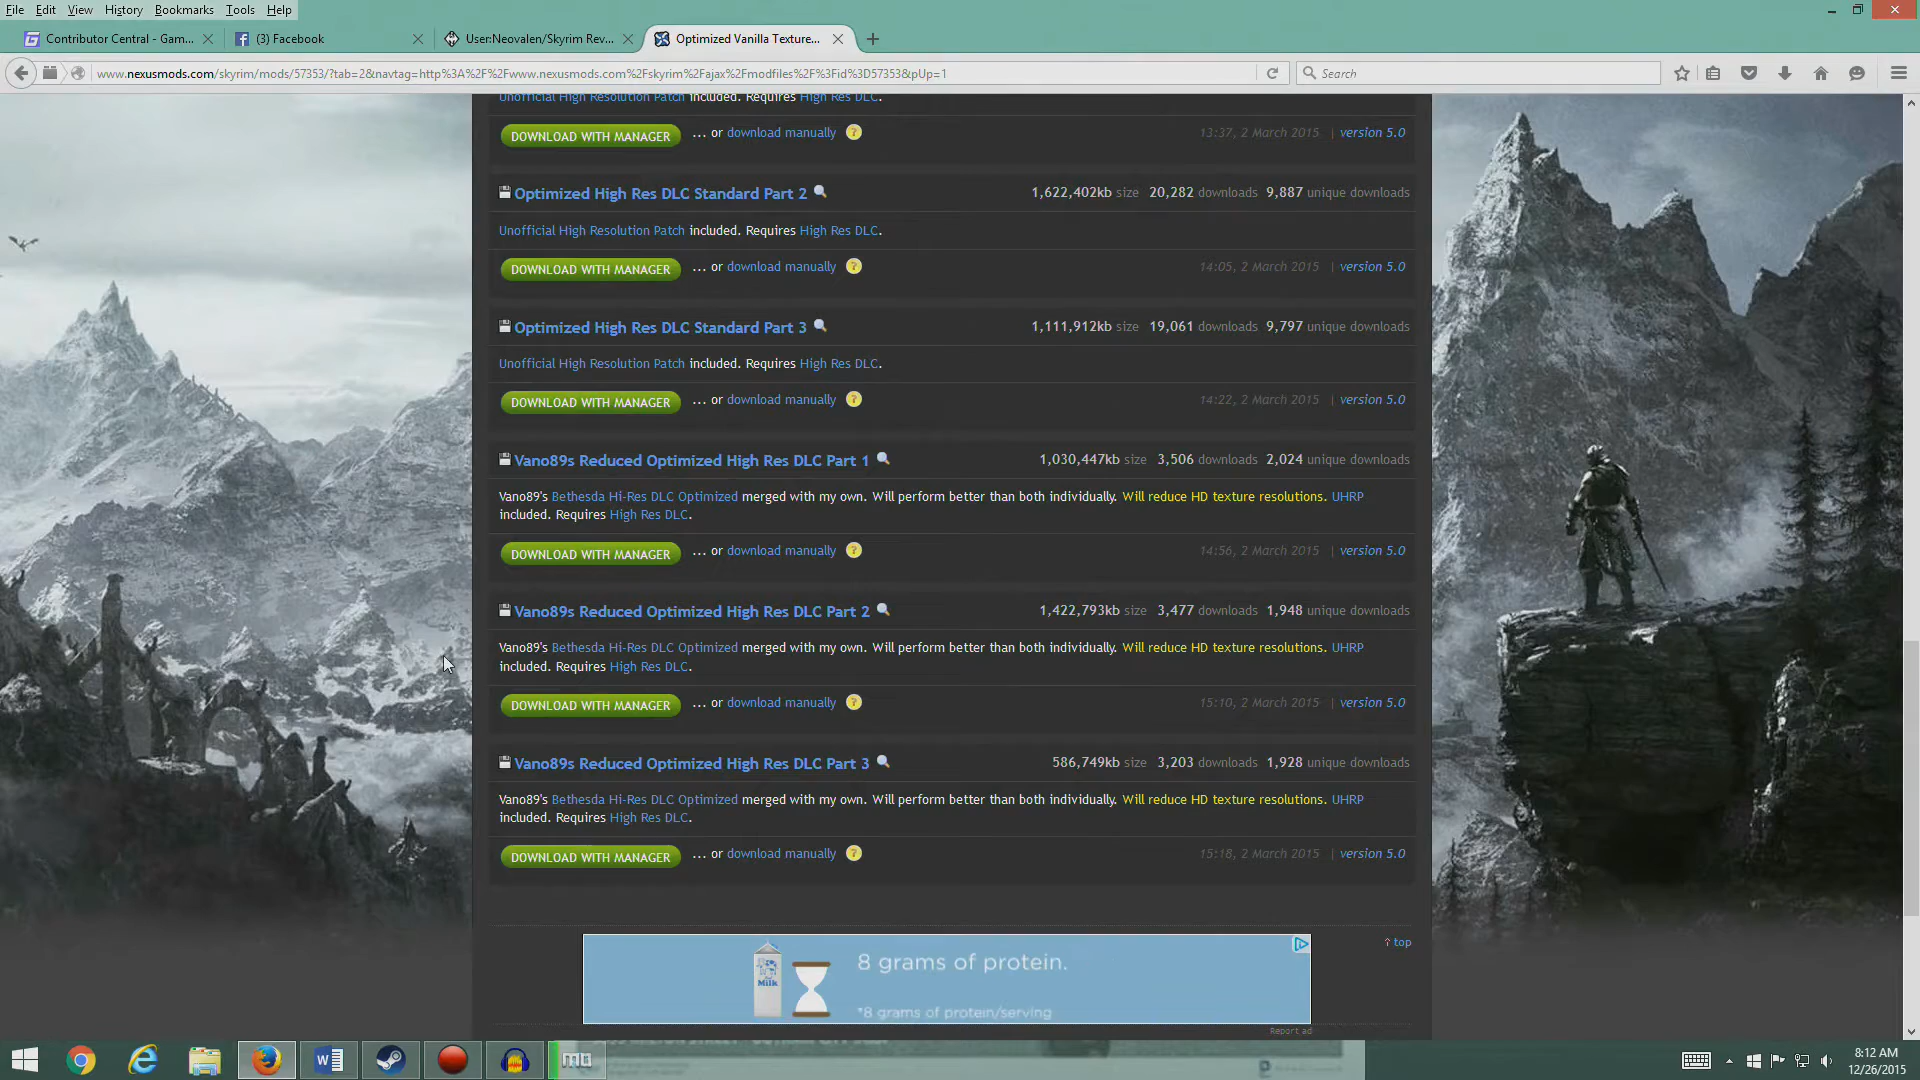 File Edit View History Bookmarks Tools Help
Contributor Central - Gam... (3) Facebook User:Neovalen/Skyrim Rev... Optimized Vanilla Texture...
www.nexusmods.com/skyrim/mods/57353/?tab=2&navtag=http%3A%2F%2Fwww.nexusmods.com%2Fskyrim%2Fajax%2Fmodfiles%2F%3Fid%3D57353&pUp=1 Search
Unofficial High Resolution Patch included. Requires High Res DLC.
DOWNLOAD WITH MANAGER ... or download manually ? 13:37, 2 March 2015 | version 5.0
Optimized High Res DLC Standard Part 2 1,622,402kb size 20,282 downloads 9,887 unique downloads
Unofficial High Resolution Patch included. Requires High Res DLC.
DOWNLOAD WITH MANAGER ... or download manually ? 14:05, 2 March 2015 | version 5.0
Optimized High Res DLC Standard Part 3 1,111,912kb size 19,061 downloads 9,797 unique downloads
Unofficial High Resolution Patch included. Requires High Res DLC.
DOWNLOAD WITH MANAGER ... or download manually ? 14:22, 2 March 2015 | version 5.0
Vano89s Reduced Optimized High Res DLC Part 1 1,030,447kb size 3,506 downloads 2,024 unique downloads
Vano89's Bethesda Hi-Res DLC Optimized merged with my own. Will perform better than both individually. Will reduce HD texture resolutions. UHRP
included. Requires High Res DLC.
DOWNLOAD WITH MANAGER ... or download manually ? 14:56, 2 March 2015 | version 5.0
Vano89s Reduced Optimized High Res DLC Part 2 1,422,793kb size 3,477 downloads 1,948 unique downloads
Vano89's Bethesda Hi-Res DLC Optimized merged with my own. Will perform better than both individually. Will reduce HD texture resolutions. UHRP
included. Requires High Res DLC.
DOWNLOAD WITH MANAGER ... or download manually ? 15:10, 2 March 2015 | version 5.0
Vano89s Reduced Optimized High Res DLC Part 3 586,749kb size 3,203 downloads 1,928 unique downloads
Vano89's Bethesda Hi-Res DLC Optimized merged with my own. Will perform better than both individually. Will reduce HD texture resolutions. UHRP
included. Requires High Res DLC.
DOWNLOAD WITH MANAGER ... or download manually ? 15:18, 2 March 2015 | version 5.0
top
Milk 8 grams of protein.
*8 grams of protein/serving
Report ad
8:12 AM
12/26/2015